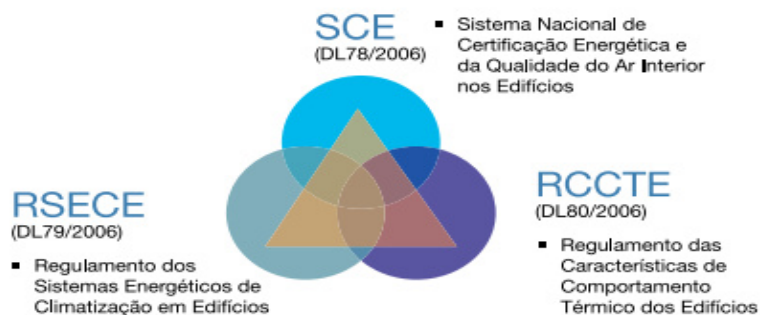 SCE
(DL78/2006)
▪ Sistema Nacional de
Certificação Energética e
da Qualidade do Ar Interior
nos Edifícios
RSECE
(DL79/2006)
▪ Regulamento dos
Sistemas Energéticos de
Climatização em Edifícios
RCCTE
(DL80/2006)
▪ Regulamento das
Características de
Comportamento
Térmico dos Edifícios